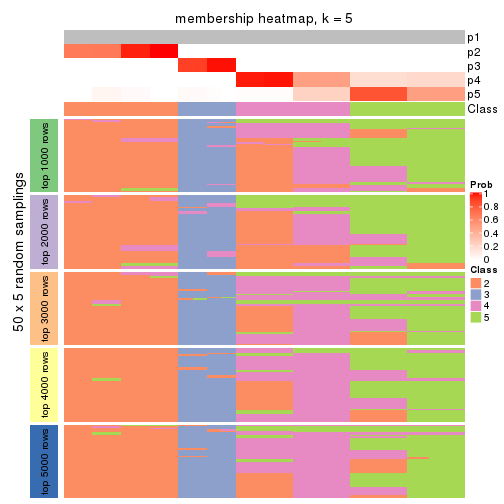 membership heatmap, k = 5
p1
p2
p3
p4
p5
Class
50 x 5 random samplings
top 1000 rows
top 2000 rows
top 3000 rows
top 4000 rows
top 5000 rows
Prob
1
0.8
0.6
0.4
0.2
0
Class
2
3
4
5